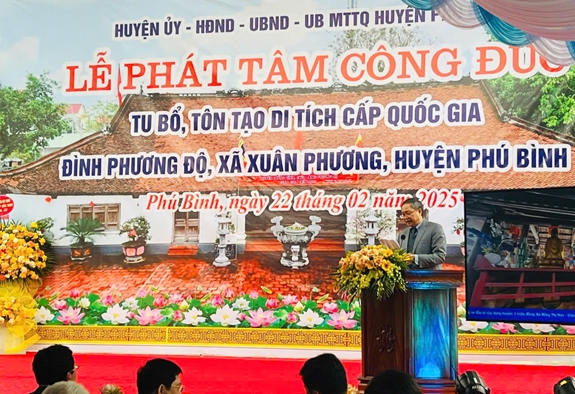 HUYỆN ỦY - HĐND - UBND - UB MTTQ HUYỆN
LỄ PHÁT TÂM CÔNG ĐỨC
TU BỔ, TÔN TẠO DI TÍCH CẤP QUỐC GIA
ĐÌNH PHƯƠNG ĐỘ, XÃ XUÂN PHƯƠNG, HUYỆN PHÚ BÌNH
Phú Bình, ngày 22 tháng 02 năm 2025